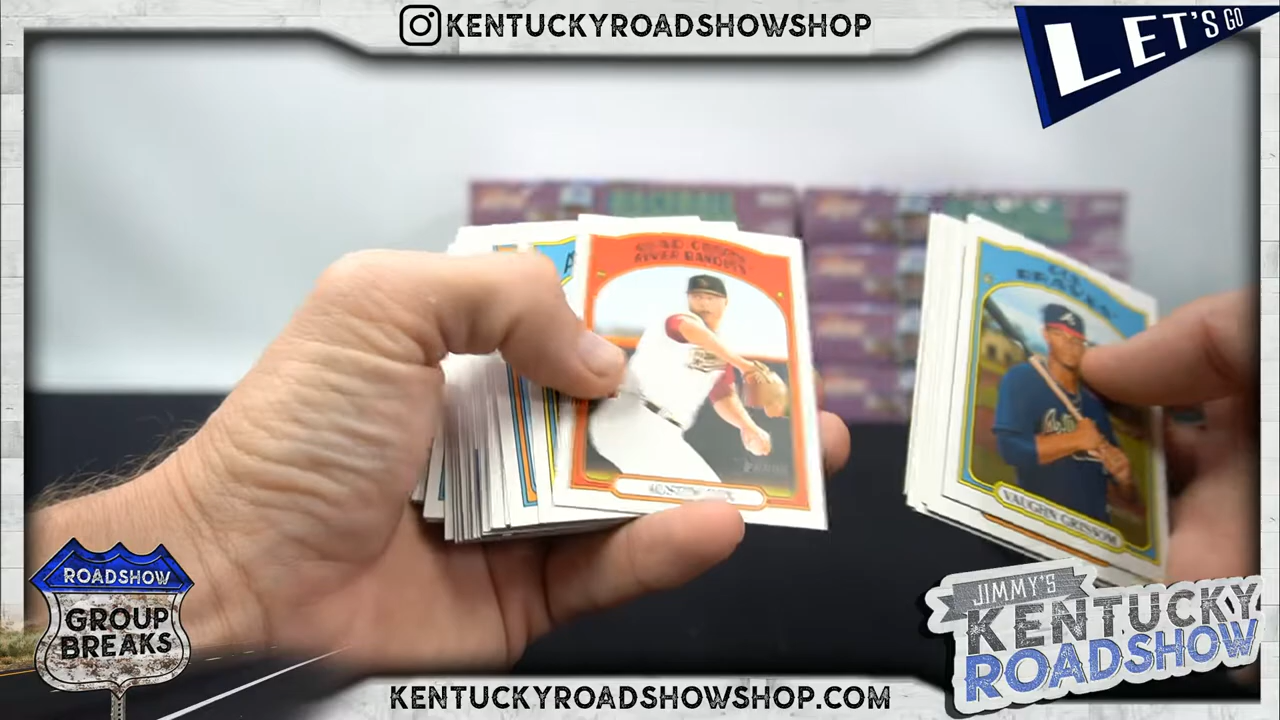 KENTUCKYROADSHOWSHOP
LET'S GO
QUAD CITIES
RIVER BANDITS
BRAVES
A
VAUGHN GRISSOM
ROADSHOW
GROUP
BREAKS
JIMMY'S
KENTUCKY
ROADSHOW
KENTUCKYROADSHOWSHOP.COM